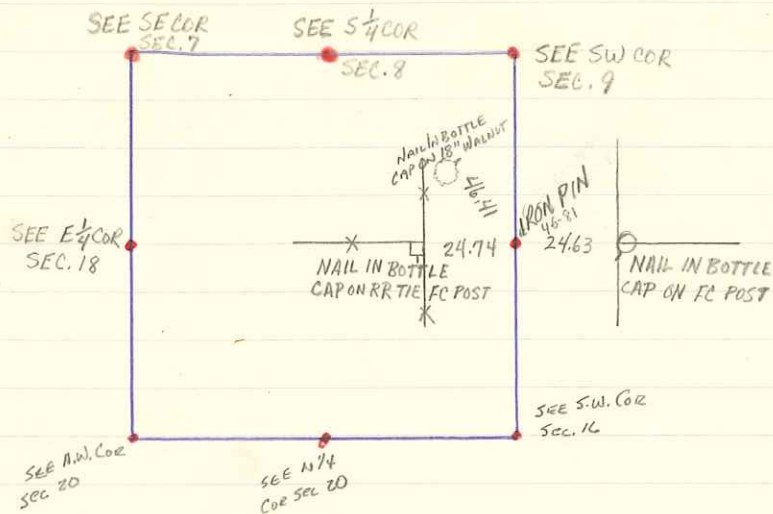 SEE SE COR
SEC. 7
SEE S 1/4 COR
SEC. 8
SEE SW COR
SEC. 9
NAIL IN BOTTLE
CAP ON 18" WALNUT
46.41
IRON PIN
46-81
SEE E 1/4 COR
SEC. 18
24.74
24.63
NAIL IN BOTTLE
CAP ON RR TIE FC POST
NAIL IN BOTTLE
CAP ON FC POST
SEE S.W. COR
SEC. 16
SEE N.W. COR
SEC 20
SEE N 1/4
COR SEC 20